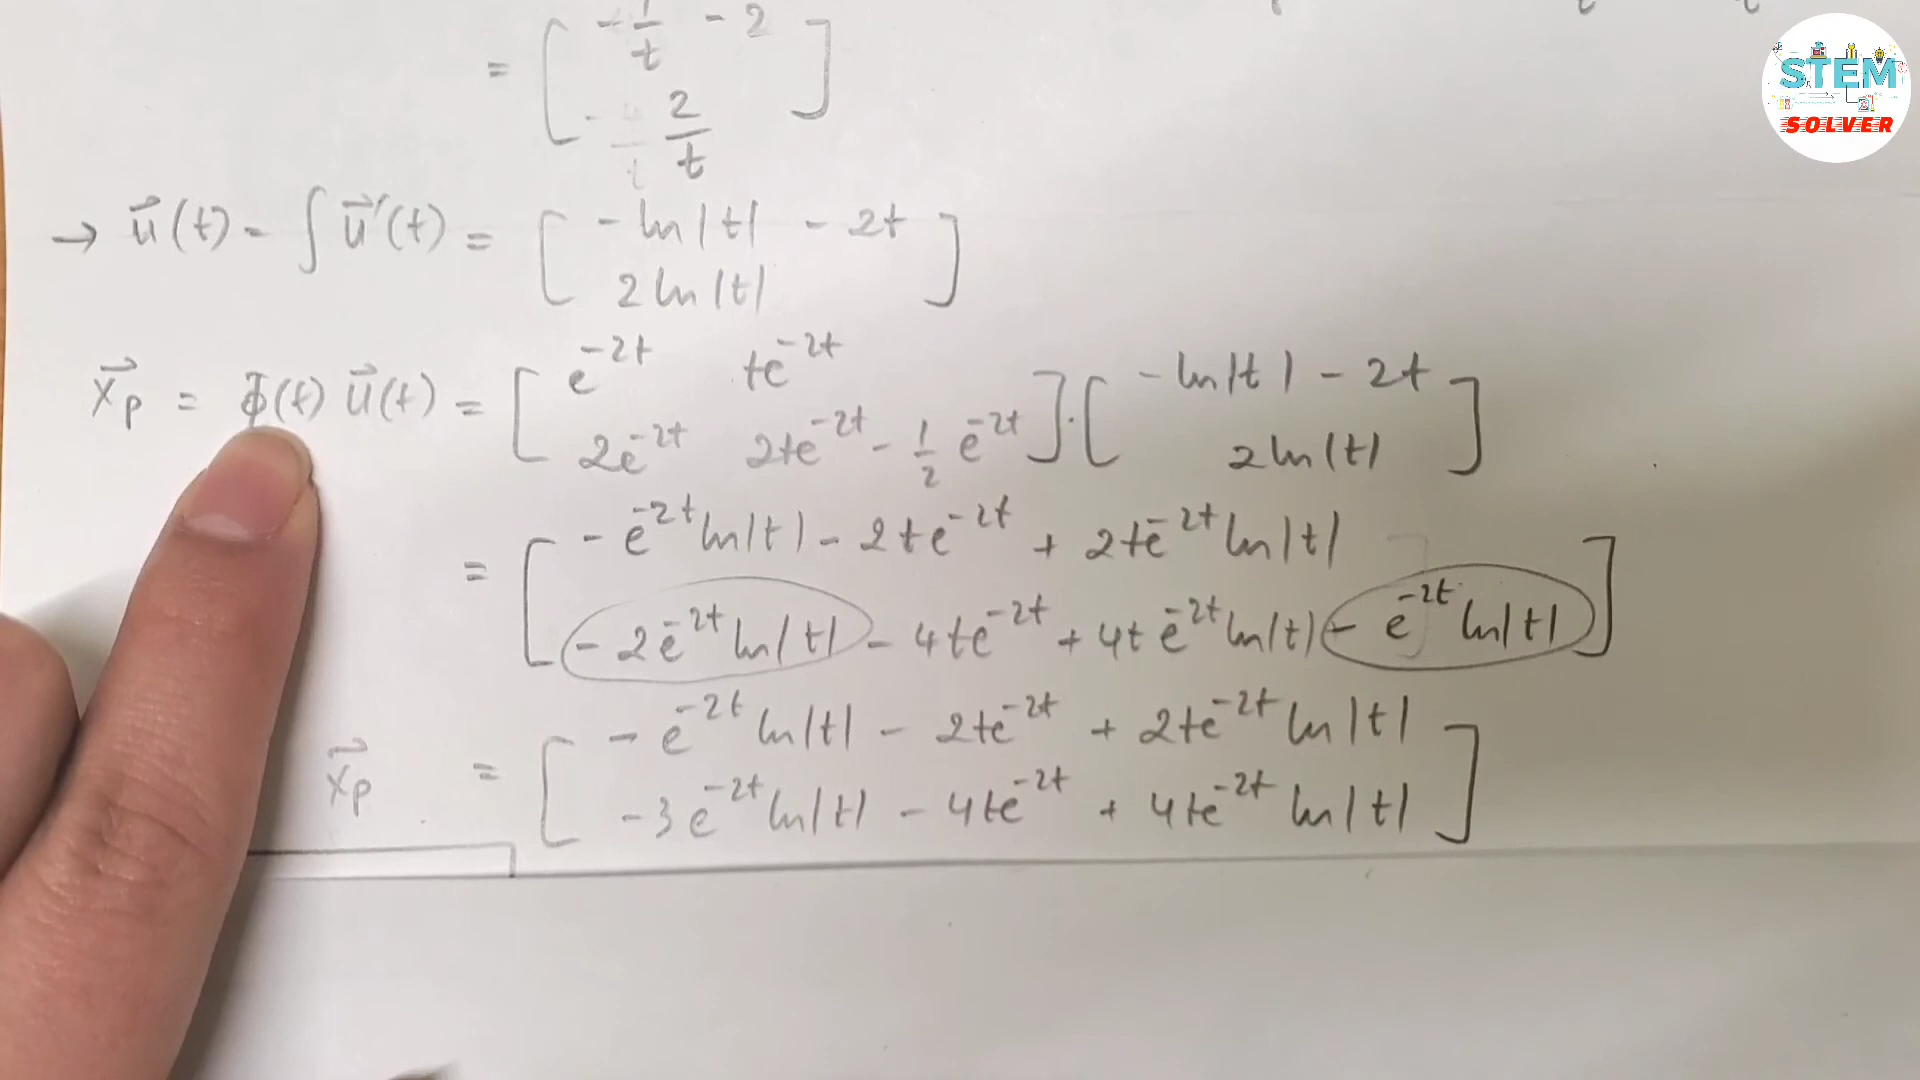 STEM
SOLVER
= [ -1/t - 2
2/t ]
→ u⃗(t) = ∫ u⃗'(t) = [ -ln|t| - 2t
2ln|t| ]
x⃗p = Φ(t) u⃗(t) = [ e^-2t te^-2t
2e^-2t 2te^-2t - 1/2 e^-2t ] · [ -ln|t| - 2t
2ln|t| ]
= [ -e^-2t ln|t| - 2te^-2t + 2te^-2t ln|t|
-2e^-2t ln|t| - 4te^-2t + 4te^-2t ln|t| - e^-2t ln|t| ]
x⃗p = [ -e^-2t ln|t| - 2te^-2t + 2te^-2t ln|t|
-3e^-2t ln|t| - 4te^-2t + 4te^-2t ln|t| ]